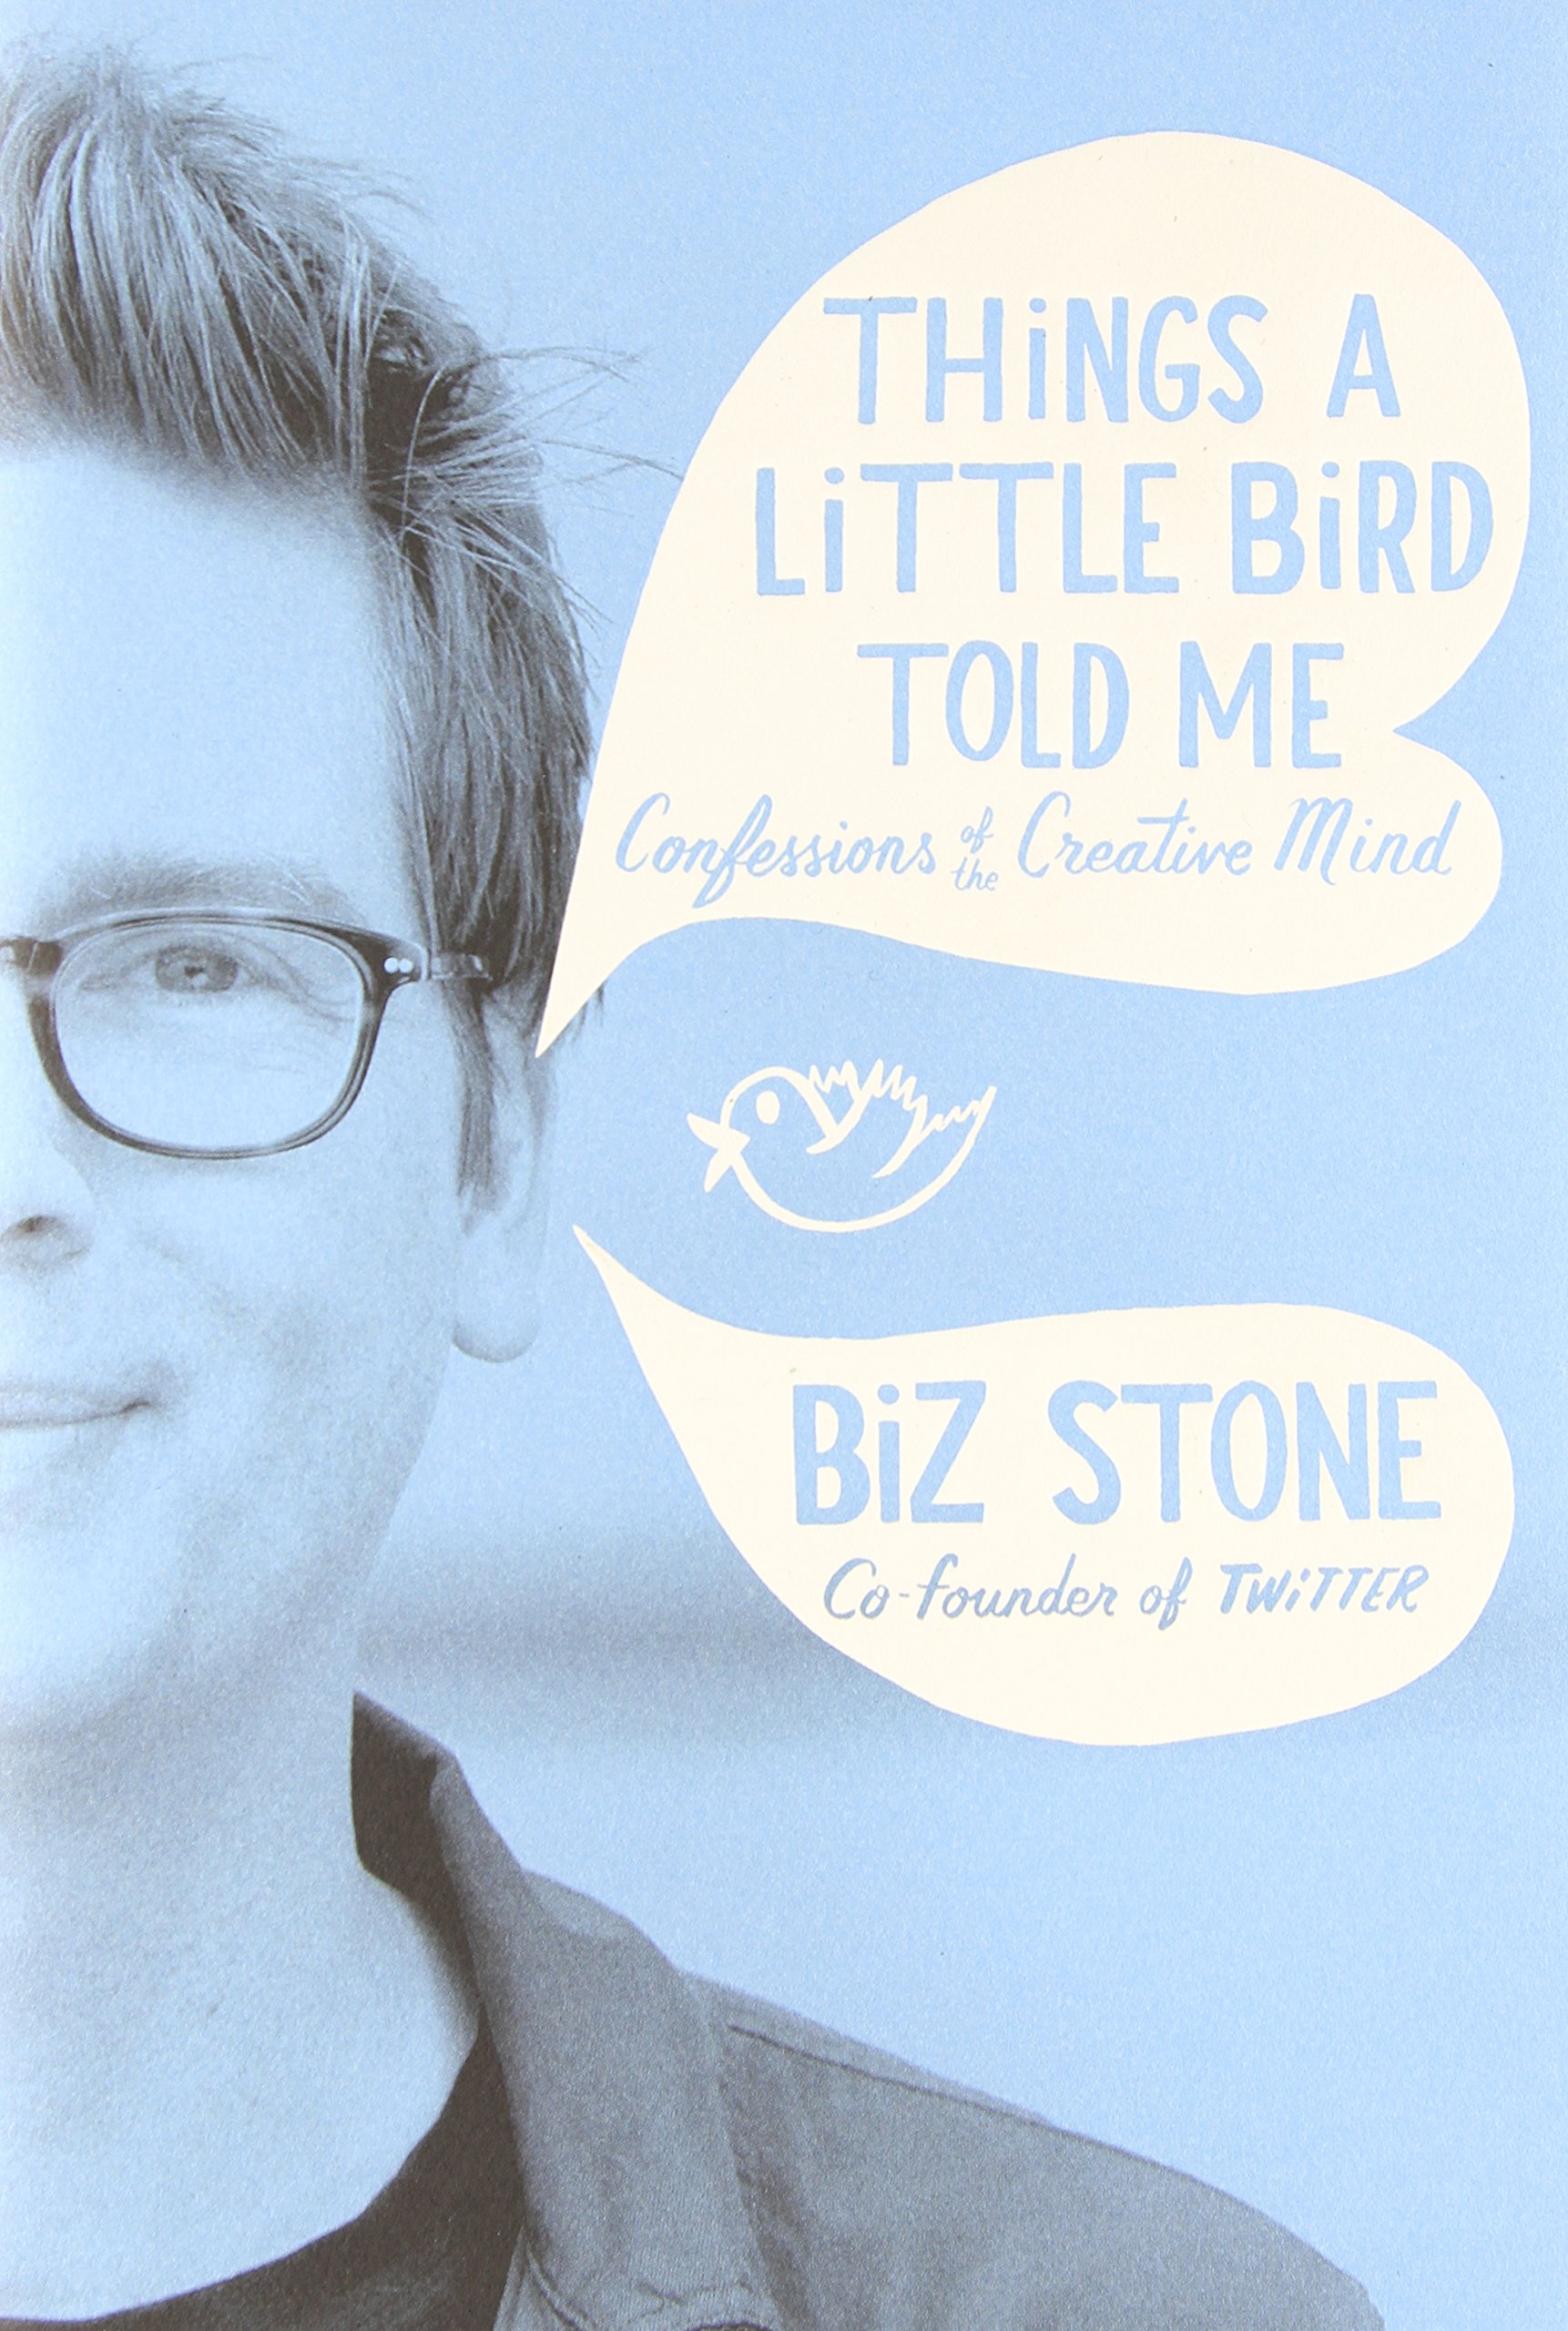 THiNGS A
LiTTLE BiRD
TOLD ME
Confessions of the Creative Mind
BiZ STONE
Co-founder of TWiTTER